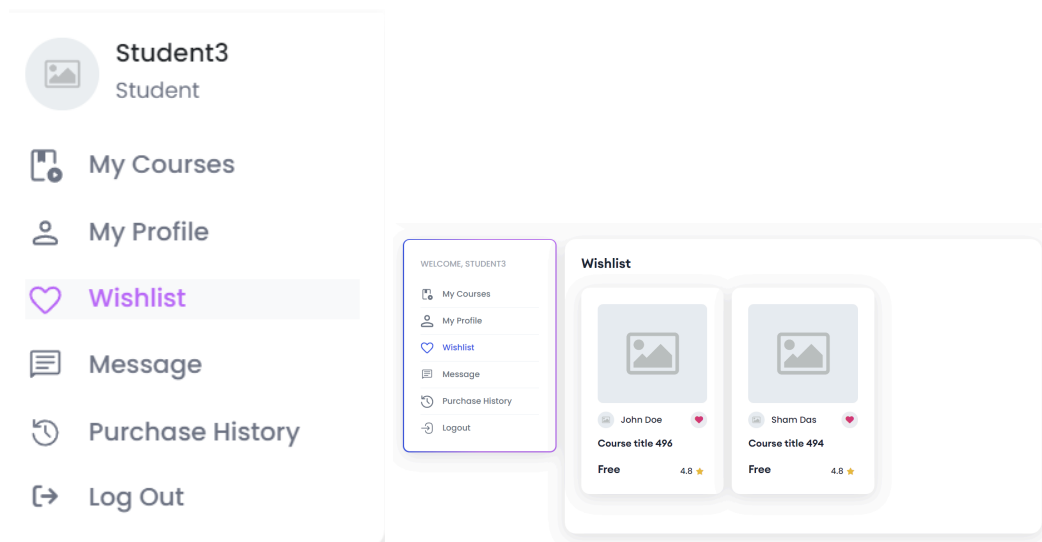 Student3
Student
My Courses
My Profile
Wishlist
Message
Purchase History
Log Out
WELCOME, STUDENT3
My Courses
My Profile
Wishlist
Message
Purchase History
Logout
Wishlist
John Doe
Course title 496
Free 4.8
Sham Das
Course title 494
Free 4.8